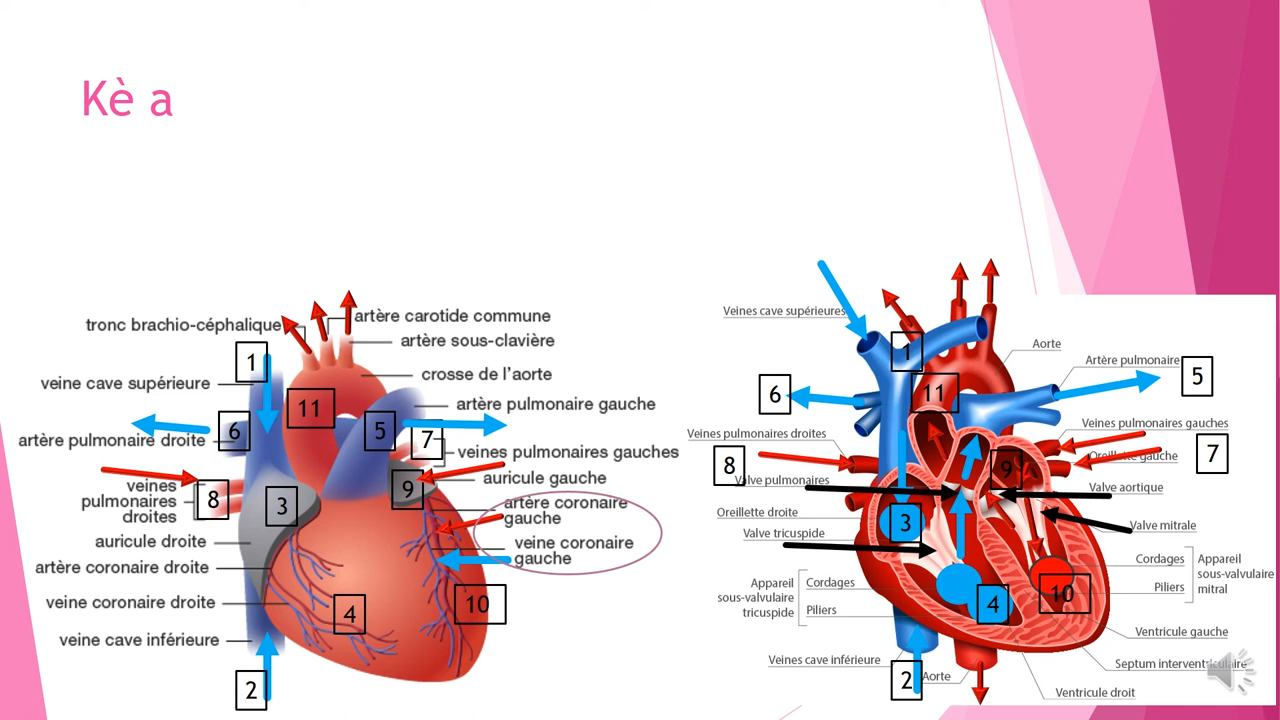 Kè a
tronc brachio-céphalique
artère carotide commune
artère sous-clavière
1
veine cave supérieure
crosse de l'aorte
11
artère pulmonaire gauche
6
5
7
artère pulmonaire droite
veines pulmonaires gauches
veines
pulmonaires
droites
8
3
9
auricule gauche
artère coronaire
gauche
auricule droite
veine coronaire
gauche
artère coronaire droite
veine coronaire droite
4
10
veine cave inférieure
2
Veines cave supérieures
1
Aorte
Artère pulmonaire
5
6
11
Veines pulmonaires droites
Veines pulmonaires gauches
Oreillette gauche
7
8
9
Valve pulmonaires
Valve aortique
Oreillette droite
3
Valve mitrale
Valve tricuspide
Cordages
Piliers
Appareil
sous-valvulaire
mitral
Appareil
sous-valvulaire
tricuspide
Cordages
Piliers
4
10
Ventricule gauche
Veines cave inférieure
2
Aorte
Septum interventriculaire
Ventricule droit